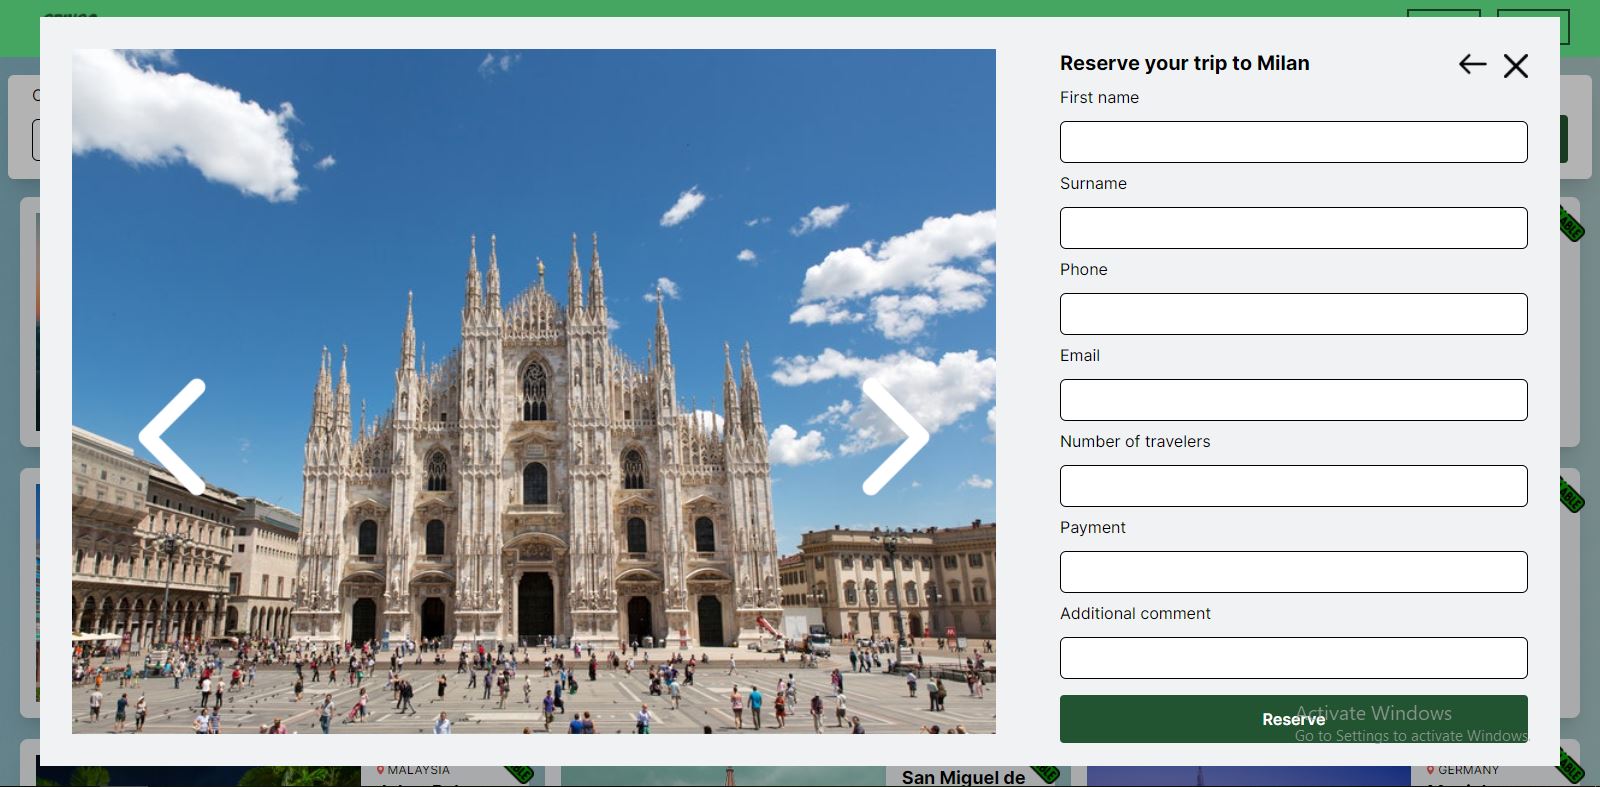 Reserve your trip to Milan
First name
Surname
Phone
Email
Number of travelers
Payment
Additional comment
Reserve
Activate Windows
Go to Settings to activate Windows.
MALAYSIA
San Miguel de
GERMANY